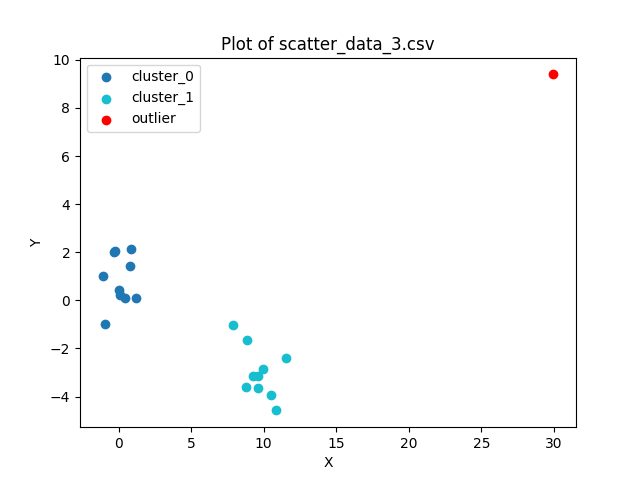 Plot of scatter_data_3.csv
cluster_0
cluster_1
outlier
10
8
6
4
2
0
−2
−4
Y
0 5 10 15 20 25 30
X